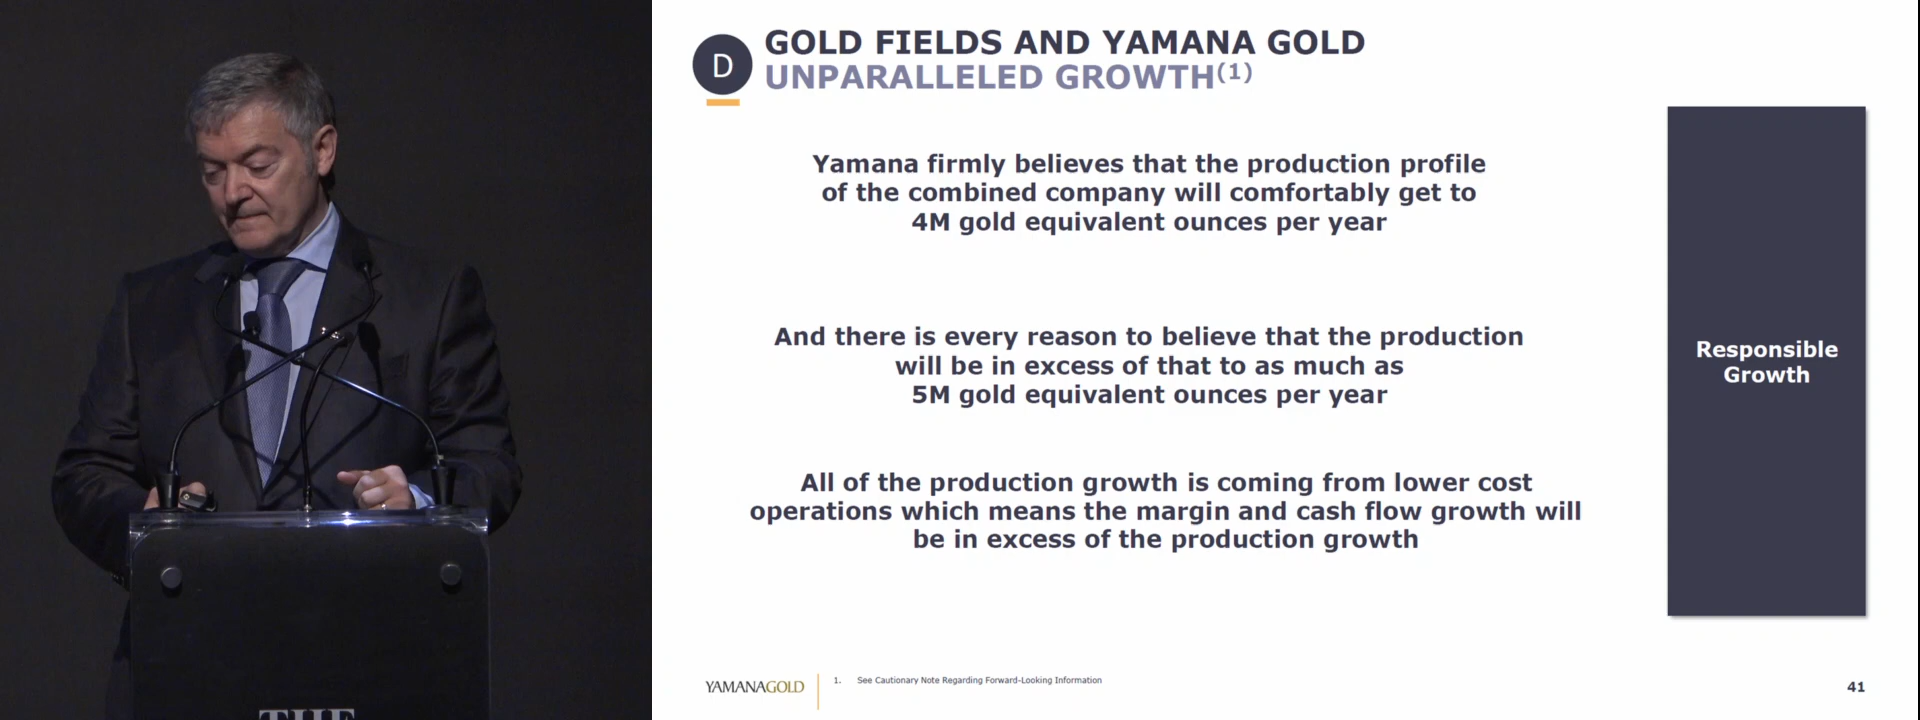 D
GOLD FIELDS AND YAMANA GOLD
UNPARALLELED GROWTH(1)
Yamana firmly believes that the production profile
of the combined company will comfortably get to
4M gold equivalent ounces per year
And there is every reason to believe that the production
will be in excess of that to as much as
5M gold equivalent ounces per year
All of the production growth is coming from lower cost
operations which means the margin and cash flow growth will
be in excess of the production growth
Responsible
Growth
YAMANAGOLD
1. See Cautionary Note Regarding Forward-Looking Information
41
THE